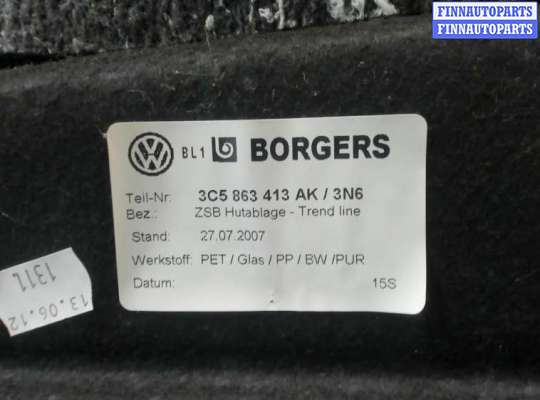 FINNAUTOPARTS
FINNAUTOPARTS
VW BL1 BORGERS
Teil-Nr: 3C5 863 413 AK / 3N6
Bez.: ZSB Hutablage - Trend line
Stand: 27.07.2007
Werkstoff: PET / Glas / PP / BW /PUR
Datum: 15S
13.06.12